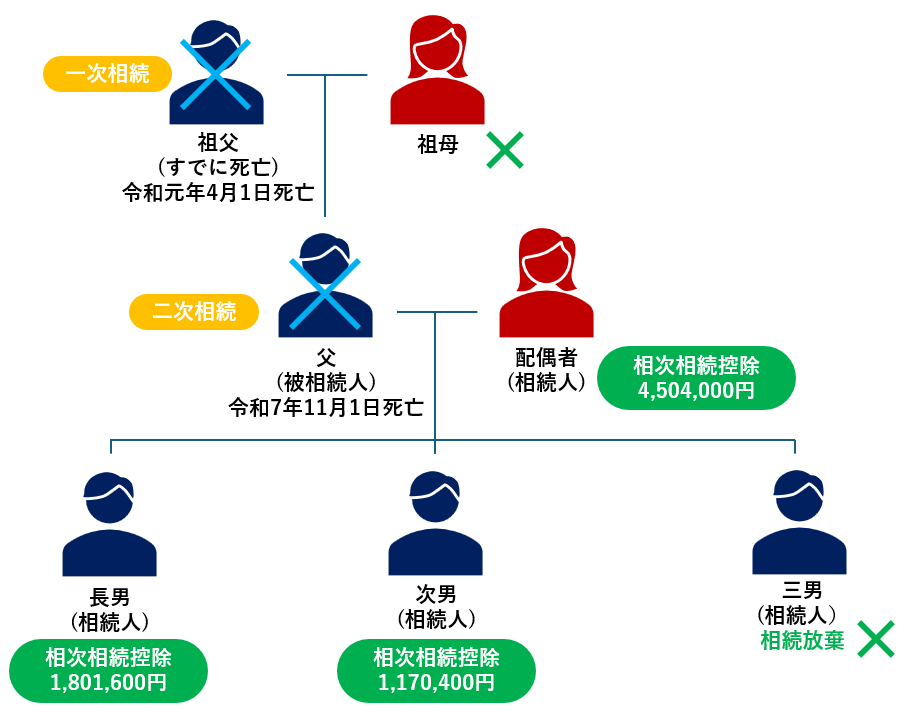 一次相続
祖父
(すでに死亡)
令和元年4月1日死亡
祖母
二次相続
父
(被相続人)
令和7年11月1日死亡
配偶者
(相続人)
相次相続控除
4,504,000円
長男
(相続人)
相次相続控除
1,801,600円
次男
(相続人)
相次相続控除
1,170,400円
三男
(相続人)
相続放棄